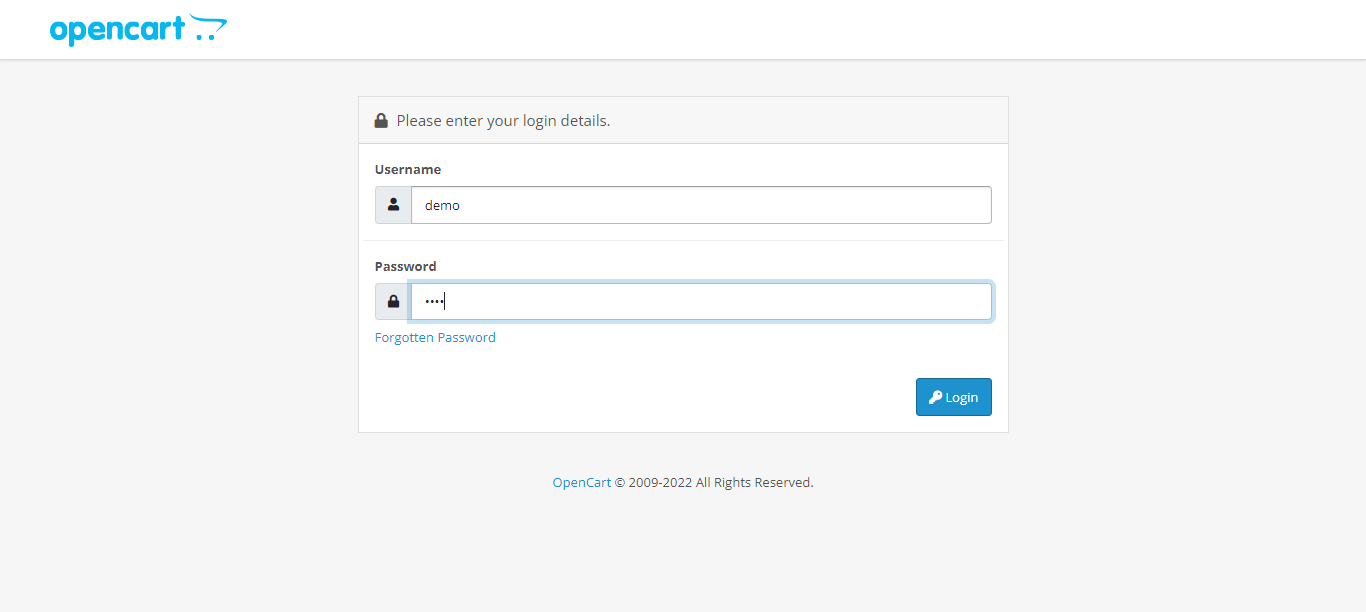 opencart
Please enter your login details.
Username
demo
Password
••••
Forgotten Password
Login
OpenCart © 2009-2022 All Rights Reserved.